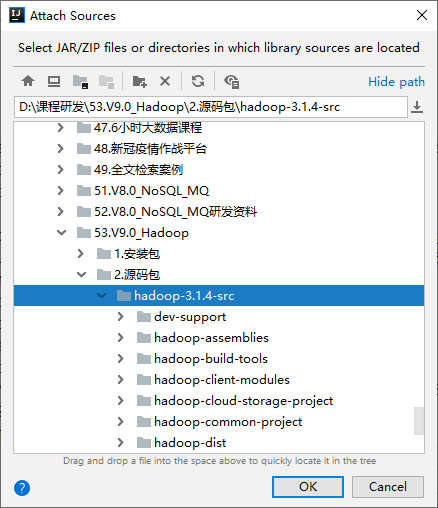 Attach Sources
Select JAR/ZIP files or directories in which library sources are located
Hide path
D:\课程研发\53.V9.0_Hadoop\2.源码包\hadoop-3.1.4-src
47.6小时大数据课程
48.新冠疫情作战平台
49.全文检索案例
51.V8.0_NoSQL_MQ
52.V8.0_NoSQL_MQ研发资料
53.V9.0_Hadoop
1.安装包
2.源码包
hadoop-3.1.4-src
dev-support
hadoop-assemblies
hadoop-build-tools
hadoop-client-modules
hadoop-cloud-storage-project
hadoop-common-project
hadoop-dist
Drag and drop a file into the space above to quickly locate it in the tree
? OK Cancel